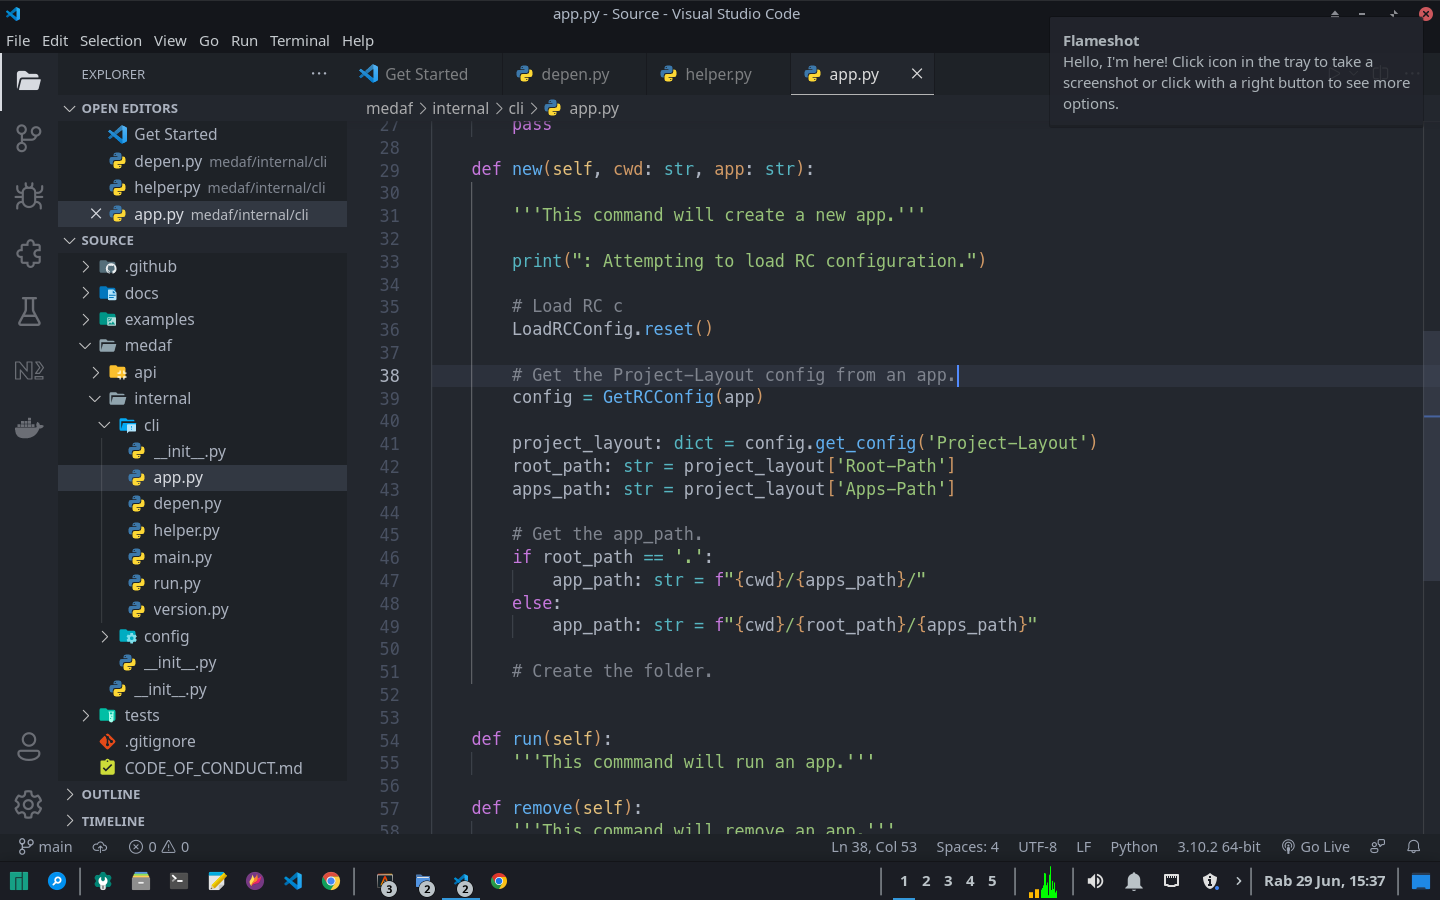 app.py - Source - Visual Studio Code
File Edit Selection View Go Run Terminal Help
Flameshot
Hello, I'm here! Click icon in the tray to take a
screenshot or click with a right button to see more
options.
EXPLORER
Get Started
depen.py
helper.py
app.py
OPEN EDITORS
Get Started
depen.py medaf/internal/cli
helper.py medaf/internal/cli
app.py medaf/internal/cli
SOURCE
.github
docs
examples
medaf
api
internal
cli
__init__.py
app.py
depen.py
helper.py
main.py
run.py
version.py
config
__init__.py
__init__.py
tests
.gitignore
CODE_OF_CONDUCT.md
OUTLINE
TIMELINE
medaf > internal > cli > app.py
27 pass
28
29 def new(self, cwd: str, app: str):
30
31 '''This command will create a new app.'''
32
33 print(": Attempting to load RC configuration.")
34
35 # Load RC c
36 LoadRCConfig.reset()
37
38 # Get the Project-Layout config from an app.
39 config = GetRCConfig(app)
40
41 project_layout: dict = config.get_config('Project-Layout')
42 root_path: str = project_layout['Root-Path']
43 apps_path: str = project_layout['Apps-Path']
44
45 # Get the app_path.
46 if root_path == '.':
47 app_path: str = f"{cwd}/{apps_path}/"
48 else:
49 app_path: str = f"{cwd}/{root_path}/{apps_path}"
50
51 # Create the folder.
52
53
54 def run(self):
55 '''This commmand will run an app.'''
56
57 def remove(self):
58 '''This command will remove an app.'''
main 0 0 Ln 38, Col 53 Spaces: 4 UTF-8 LF Python 3.10.2 64-bit Go Live
3 2 2 1 2 3 4 5 Rab 29 Jun, 15:37